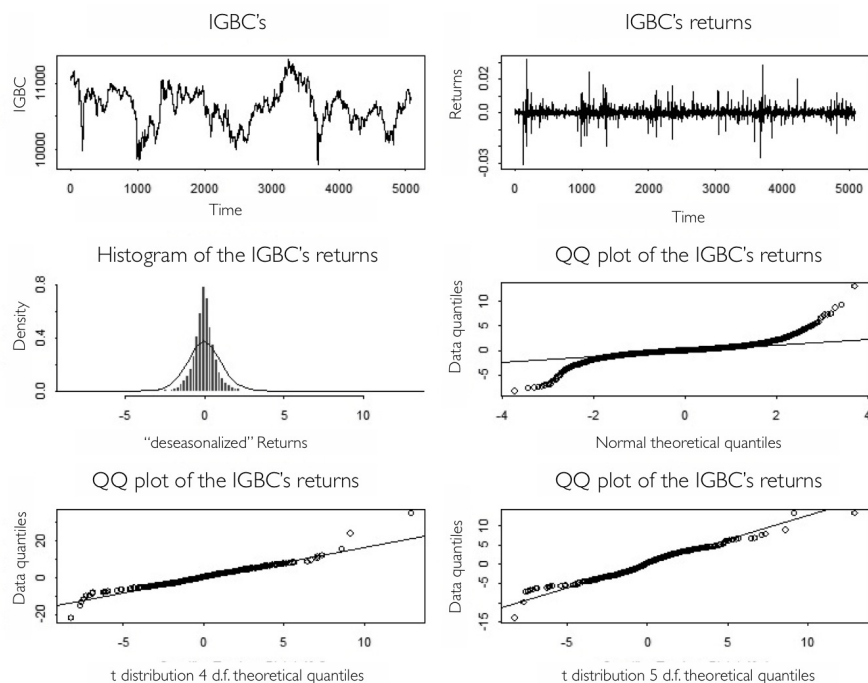 IGBC's
IGBC's returns
IGBC
11000
10000
0 1000 2000 3000 4000 5000
Time
Returns
0.02
0.0
-0.03
0 1000 2000 3000 4000 5000
Time
Histogram of the IGBC's returns
QQ plot of the IGBC's returns
Density
0.8
0.4
0.0
-5 0 5 10
“deseasonalized” Returns
Data quantiles
10
5
0
-5
-4 -2 0 2 4
Normal theoretical quantiles
QQ plot of the IGBC's returns
QQ plot of the IGBC's returns
Data quantiles
20
0
-20
-5 0 5 10
t distribution 4 d.f. theoretical quantiles
Data quantiles
10
5
0
-5
-15
-5 0 5 10
t distribution 5 d.f. theoretical quantiles